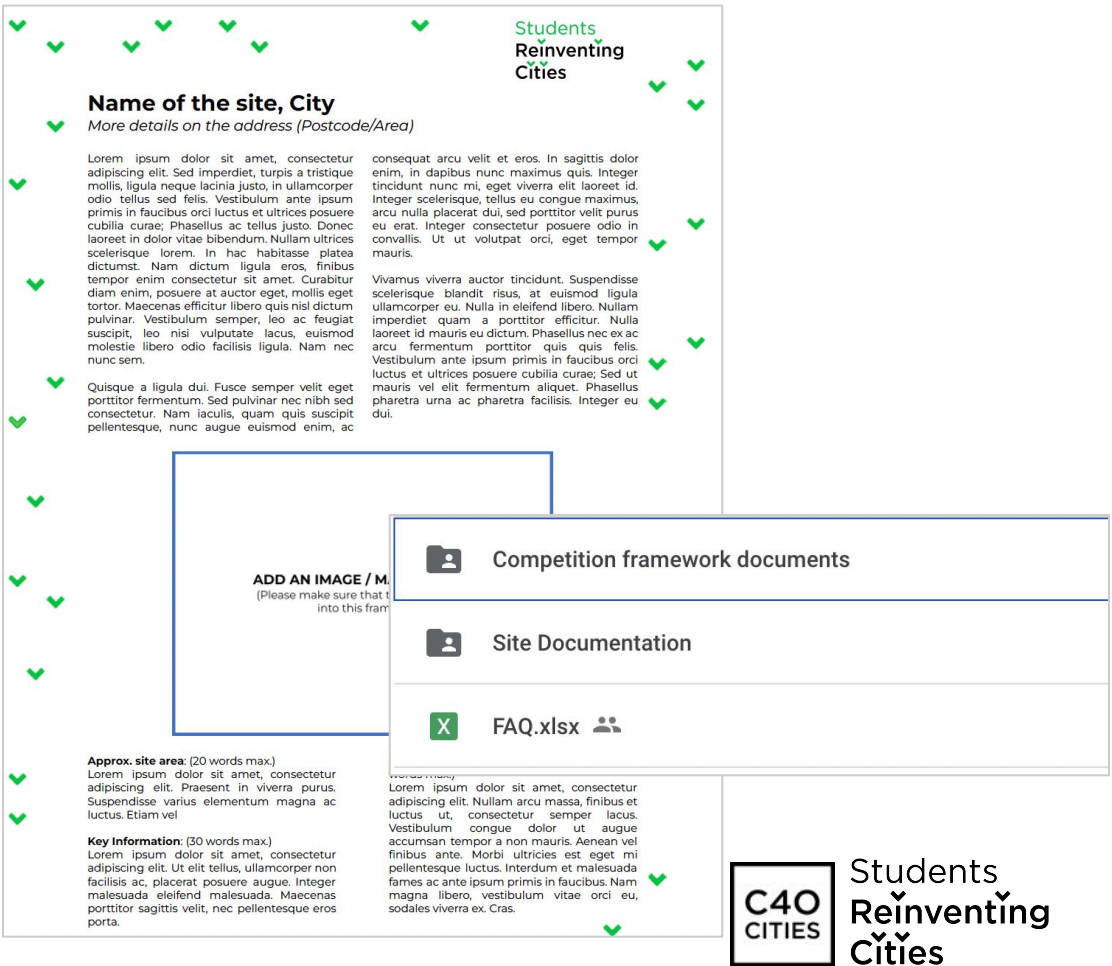 Students
Reinventing
Cities
Name of the site, City
More details on the address (Postcode/Area)
Lorem ipsum dolor sit amet, consectetur
adipiscing elit. Sed imperdiet, turpis a tristique
mollis, ligula neque lacinia justo, in ullamcorper
odio tellus sed felis. Vestibulum ante ipsum
primis in faucibus orci luctus et ultrices posuere
cubilia curae; Phasellus ac tellus justo. Donec
laoreet in dolor vitae bibendum. Nullam ultrices
scelerisque lorem. In hac habitasse platea
dictumst. Nam dictum ligula eros, finibus
tempor enim consectetur sit amet. Curabitur
diam enim, posuere at auctor eget, mollis eget
tortor. Maecenas efficitur libero quis nisl dictum
pulvinar. Vestibulum semper, leo ac feugiat
suscipit, leo nisi vulputate lacus, euismod
molestie libero odio facilisis ligula. Nam nec
nunc sem.
Quisque a ligula dui. Fusce semper velit eget
porttitor fermentum. Sed pulvinar nec nibh sed
consectetur. Nam iaculis, quam quis suscipit
pellentesque, nunc augue euismod enim, ac
consequat arcu velit et eros. In sagittis dolor
enim, in dapibus nunc maximus quis. Integer
tincidunt nunc mi, eget viverra elit laoreet id.
Integer scelerisque, tellus eu congue maximus,
arcu nulla placerat dui, sed porttitor velit purus
eu erat. Integer consectetur posuere odio in
convallis. Ut ut volutpat orci, eget tempor
mauris.
Vivamus viverra auctor tincidunt. Suspendisse
scelerisque blandit risus, at euismod ligula
ullamcorper eu. Nulla in eleifend libero. Nullam
imperdiet quam a porttitor efficitur. Nulla
laoreet id mauris eu dictum. Phasellus nec ex ac
arcu fermentum porttitor quis quis felis.
Vestibulum ante ipsum primis in faucibus orci
luctus et ultrices posuere cubilia curae; Sed ut
mauris vel elit fermentum aliquet. Phasellus
pharetra urna ac pharetra facilisis. Integer eu
dui.
ADD AN IMAGE / M
(Please make sure that t
into this fram
Competition framework documents
Site Documentation
FAQ.xlsx
Approx. site area: (20 words max.)
Lorem ipsum dolor sit amet, consectetur
adipiscing elit. Praesent in viverra purus.
Suspendisse varius elementum magna ac
luctus. Etiam vel
Key Information: (30 words max.)
Lorem ipsum dolor sit amet, consectetur
adipiscing elit. Ut elit tellus, ullamcorper non
facilisis ac, placerat posuere augue. Integer
malesuada eleifend malesuada. Maecenas
porttitor sagittis velit, nec pellentesque eros
porta.
words max.)
Lorem ipsum dolor sit amet, consectetur
adipiscing elit. Nullam arcu massa, finibus et
luctus ut, consectetur semper lacus.
Vestibulum congue dolor ut augue
accumsan tempor a non mauris. Aenean vel
finibus ante. Morbi ultricies est eget mi
pellentesque luctus. Interdum et malesuada
fames ac ante ipsum primis in faucibus. Nam
magna libero, vestibulum vitae orci eu,
sodales viverra ex. Cras.
C40
CITIES
Students
Reinventing
Cities